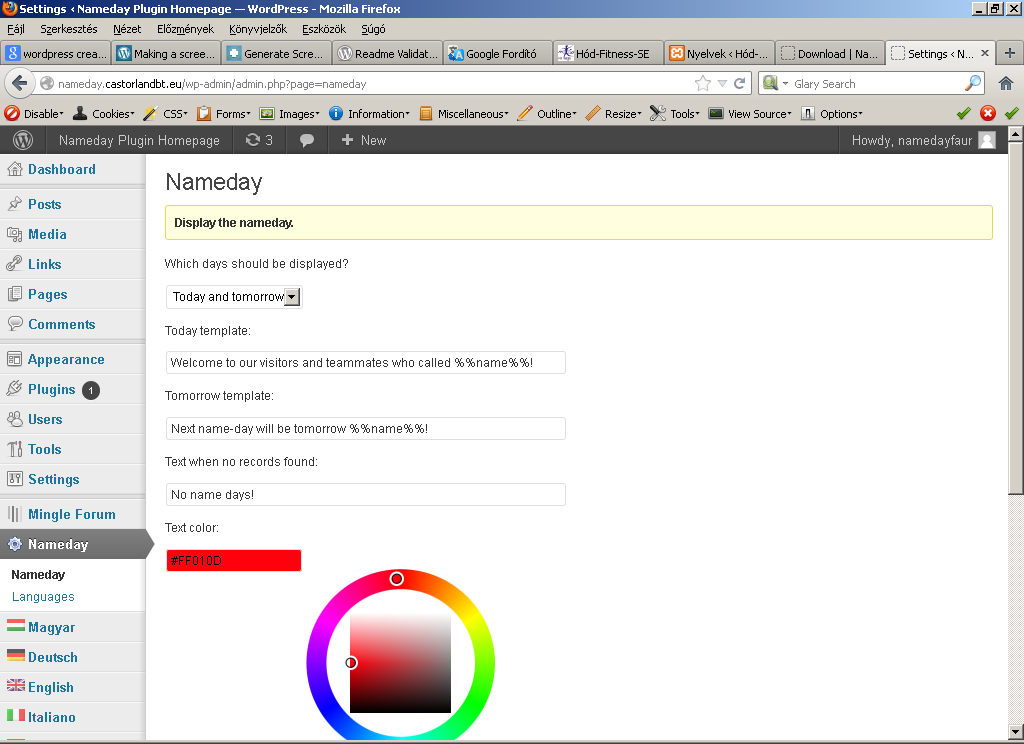 Settings ‹ Nameday Plugin Homepage — WordPress - Mozilla Firefox
Fájl Szerkesztés Nézet Előzmények Könyvjelzők Eszközök Súgó
wordpress crea... Making a scree... Generate Scre... Readme Validat... Google Fordító Hód-Fitness-SE Nyelvek ‹ Hód-... Download | Na... Settings ‹ N...
nameday.castorlandbt.eu/wp-admin/admin.php?page=nameday Glary Search
Disable Cookies CSS Forms Images Information Miscellaneous Outline Resize Tools View Source Options
Nameday Plugin Homepage 3 New Howdy, namedayfaur
Dashboard
Posts
Media
Links
Pages
Comments
Appearance
Plugins 1
Users
Tools
Settings
Mingle Forum
Nameday
Nameday
Languages
Magyar
Deutsch
English
Italiano
Nameday
Display the nameday.
Which days should be displayed?
Today and tomorrow
Today template:
Welcome to our visitors and teammates who called %%name%%!
Tomorrow template:
Next name-day will be tomorrow %%name%%!
Text when no records found:
No name days!
Text color:
#FF010D